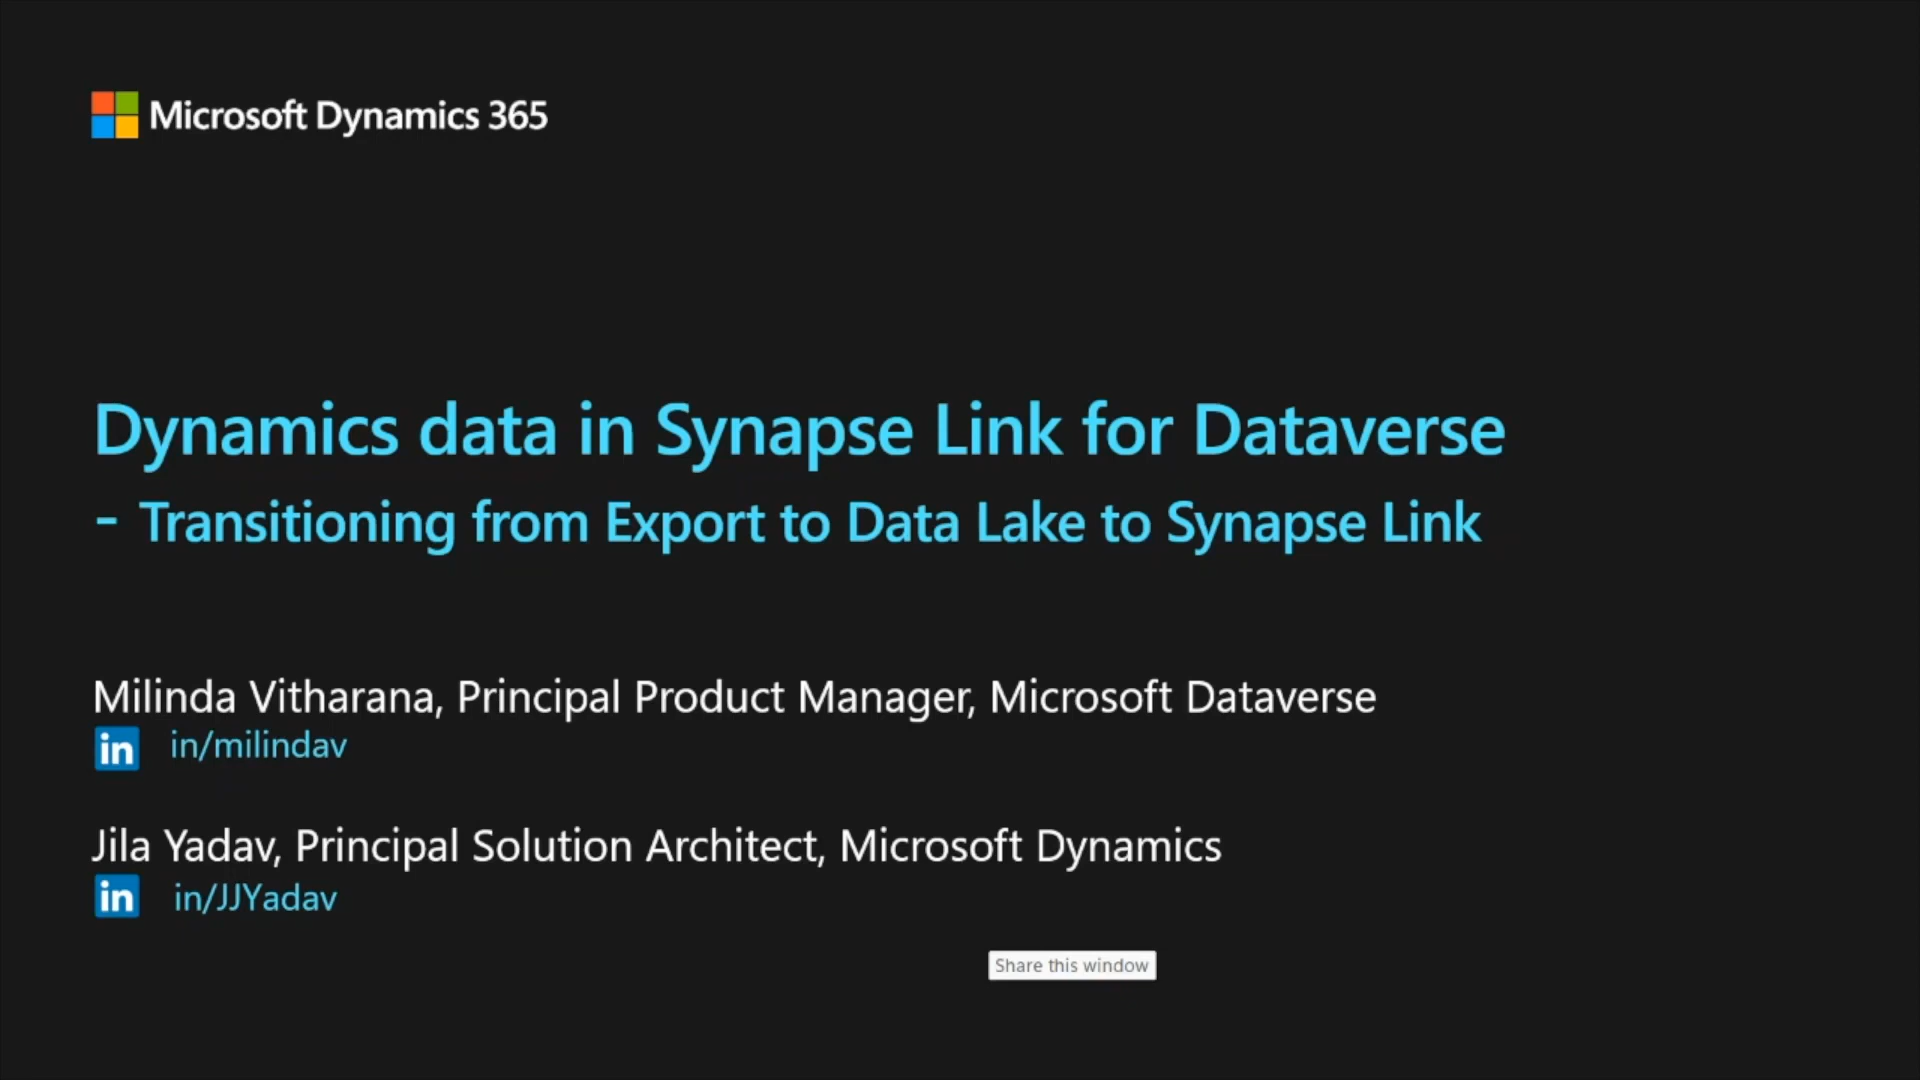 Microsoft Dynamics 365
Dynamics data in Synapse Link for Dataverse
- Transitioning from Export to Data Lake to Synapse Link
Milinda Vitharana, Principal Product Manager, Microsoft Dataverse
in in/milindav
Jila Yadav, Principal Solution Architect, Microsoft Dynamics
in in/JJYadav
Share this window